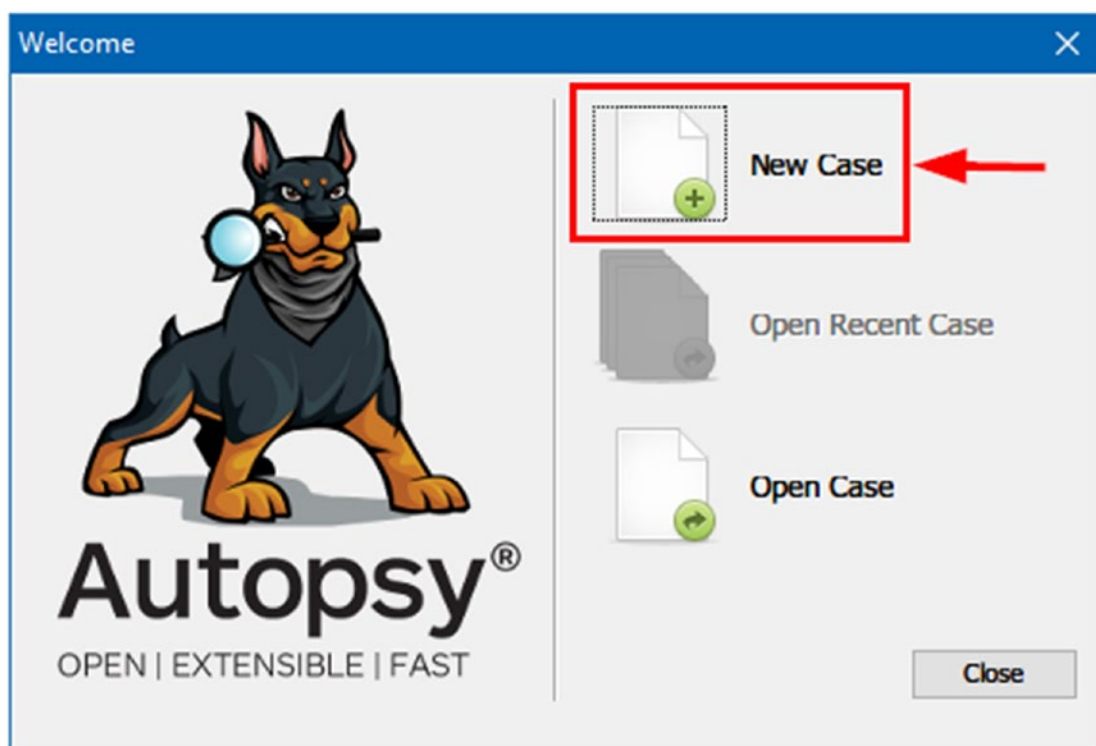 Welcome
New Case
Open Recent Case
Open Case
Autopsy®
OPEN | EXTENSIBLE | FAST
Close